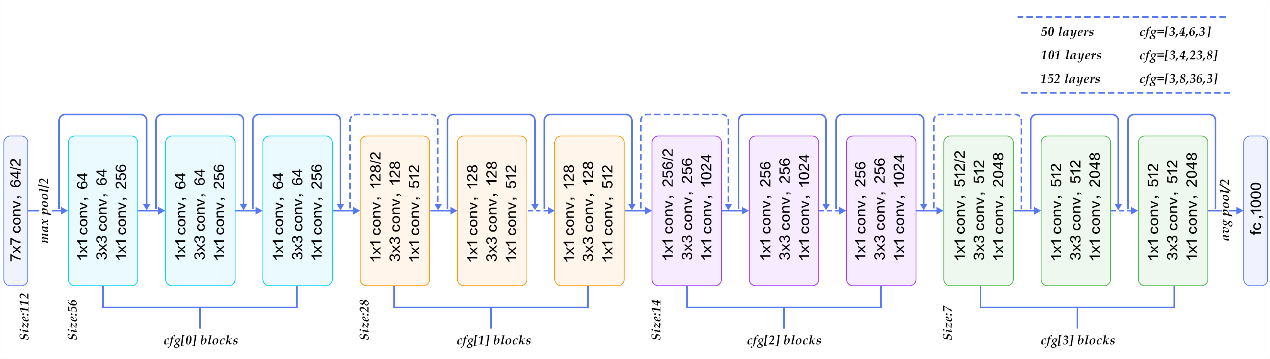 50 layers cfg=[3,4,6,3]
101 layers cfg=[3,4,23,8]
152 layers cfg=[3,8,36,3]
7x7 conv, 64/2
max pool/2
1x1 conv, 64
3x3 conv, 64
1x1 conv, 256
1x1 conv, 64
3x3 conv, 64
1x1 conv, 256
1x1 conv, 64
3x3 conv, 64
1x1 conv, 256
1x1 conv, 128/2
3x3 conv, 128
1x1 conv, 512
1x1 conv, 128
3x3 conv, 128
1x1 conv, 512
1x1 conv, 128
3x3 conv, 128
1x1 conv, 512
1x1 conv, 256/2
3x3 conv, 256
1x1 conv, 1024
1x1 conv, 256
3x3 conv, 256
1x1 conv, 1024
1x1 conv, 256
3x3 conv, 256
1x1 conv, 1024
1x1 conv, 512/2
3x3 conv, 512
1x1 conv, 2048
1x1 conv, 512
3x3 conv, 512
1x1 conv, 2048
1x1 conv, 512
3x3 conv, 512
1x1 conv, 2048
avg pool/2
fc ,1000
Size:112
Size:56
Size:28
Size:14
Size:7
cfg[0] blocks
cfg[1] blocks
cfg[2] blocks
cfg[3] blocks